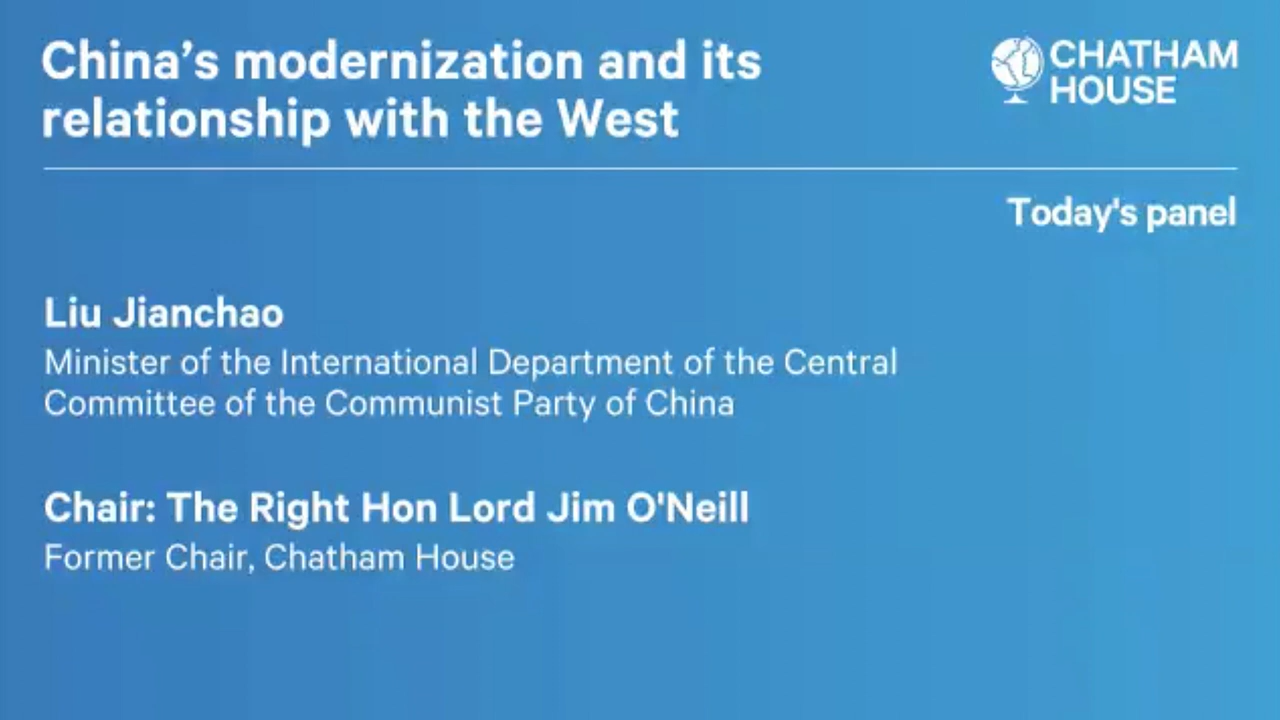 China’s modernization and its
relationship with the West
CHATHAM
HOUSE
Today's panel
Liu Jianchao
Minister of the International Department of the Central
Committee of the Communist Party of China
Chair: The Right Hon Lord Jim O'Neill
Former Chair, Chatham House